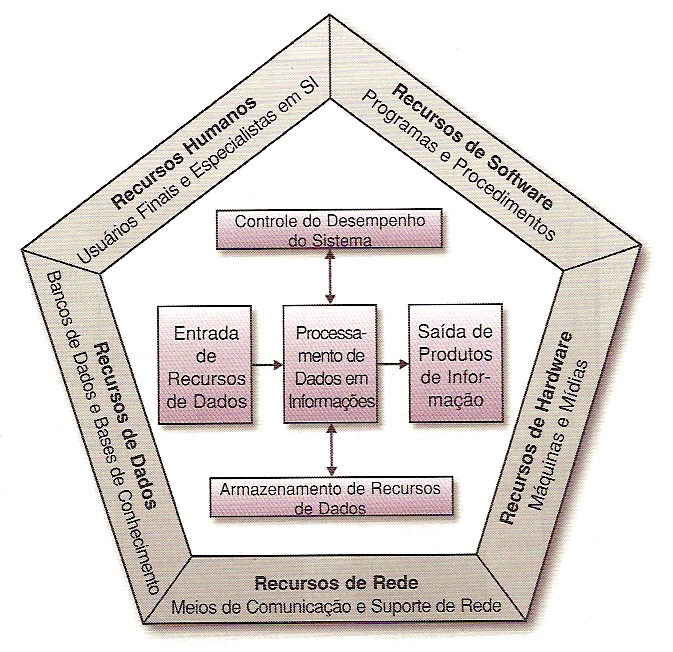 Recursos Humanos
Usuários Finais e Especialistas em SI
Recursos de Software
Programas e Procedimentos
Controle do Desempenho
do Sistema
Entrada
de
Recursos
de Dados
Processa-
mento de
Dados em
Informações
Saída de
Produtos
de Infor-
mação
Armazenamento de Recursos
de Dados
Recursos de Dados
Bancos de Dados e Bases de Conhecimento
Recursos de Hardware
Máquinas e Mídias
Recursos de Rede
Meios de Comunicação e Suporte de Rede